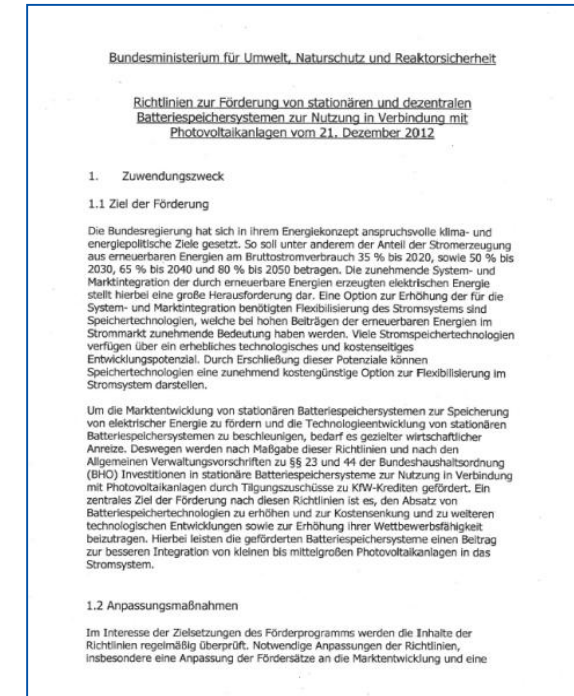 Bundesministerium für Umwelt, Naturschutz und Reaktorsicherheit
Richtlinien zur Förderung von stationären und dezentralen
Batteriespeichersystemen zur Nutzung in Verbindung mit
Photovoltaikanlagen vom 21. Dezember 2012
1. Zuwendungszweck
1.1 Ziel der Förderung
Die Bundesregierung hat sich in ihrem Energiekonzept anspruchsvolle klima- und
energiepolitische Ziele gesetzt. So soll unter anderem der Anteil der Stromerzeugung
aus erneuerbaren Energien am Bruttostromverbrauch 35 % bis 2020, sowie 50 % bis
2030, 65 % bis 2040 und 80 % bis 2050 betragen. Die zunehmende System- und
Marktintegration der durch erneuerbare Energien erzeugten elektrischen Energie
stellt hierbei eine große Herausforderung dar. Eine Option zur Erhöhung der für die
System- und Marktintegration benötigten Flexibilisierung des Stromsystems sind
Speichertechnologien, welche bei hohen Beiträgen der erneuerbaren Energien im
Strommarkt zunehmende Bedeutung haben werden. Viele Stromspeichertechnologien
verfügen über ein erhebliches technologisches und kostenseitiges
Entwicklungspotenzial. Durch Erschließung dieser Potenziale können
Speichertechnologien eine zunehmend kostengünstige Option zur Flexibilisierung im
Stromsystem darstellen.
Um die Marktentwicklung von stationären Batteriespeichersystemen zur Speicherung
von elektrischer Energie zu fördern und die Technologieentwicklung von stationären
Batteriespeichersystemen zu beschleunigen, bedarf es gezielter wirtschaftlicher
Anreize. Deswegen werden nach Maßgabe dieser Richtlinien und nach den
Allgemeinen Verwaltungsvorschriften zu §§ 23 und 44 der Bundeshaushaltsordnung
(BHO) Investitionen in stationäre Batteriespeichersysteme zur Nutzung in Verbindung
mit Photovoltaikanlagen durch Tilgungszuschüsse zu KfW-Krediten gefördert. Ein
zentrales Ziel der Förderung nach diesen Richtlinien ist es, den Absatz von
Batteriespeichertechnologien zu erhöhen und zur Kostensenkung und zu weiteren
technologischen Entwicklungen sowie zur Erhöhung ihrer Wettbewerbsfähigkeit
beizutragen. Hierbei leisten die geförderten Batteriespeichersysteme einen Beitrag
zur besseren Integration von kleinen bis mittelgroßen Photovoltaikanlagen in das
Stromsystem.
1.2 Anpassungsmaßnahmen
Im Interesse der Zielsetzungen des Förderprogramms werden die Inhalte der
Richtlinien regelmäßig überprüft. Notwendige Anpassungen der Richtlinien,
insbesondere eine Anpassung der Fördersätze an die Marktentwicklung und eine